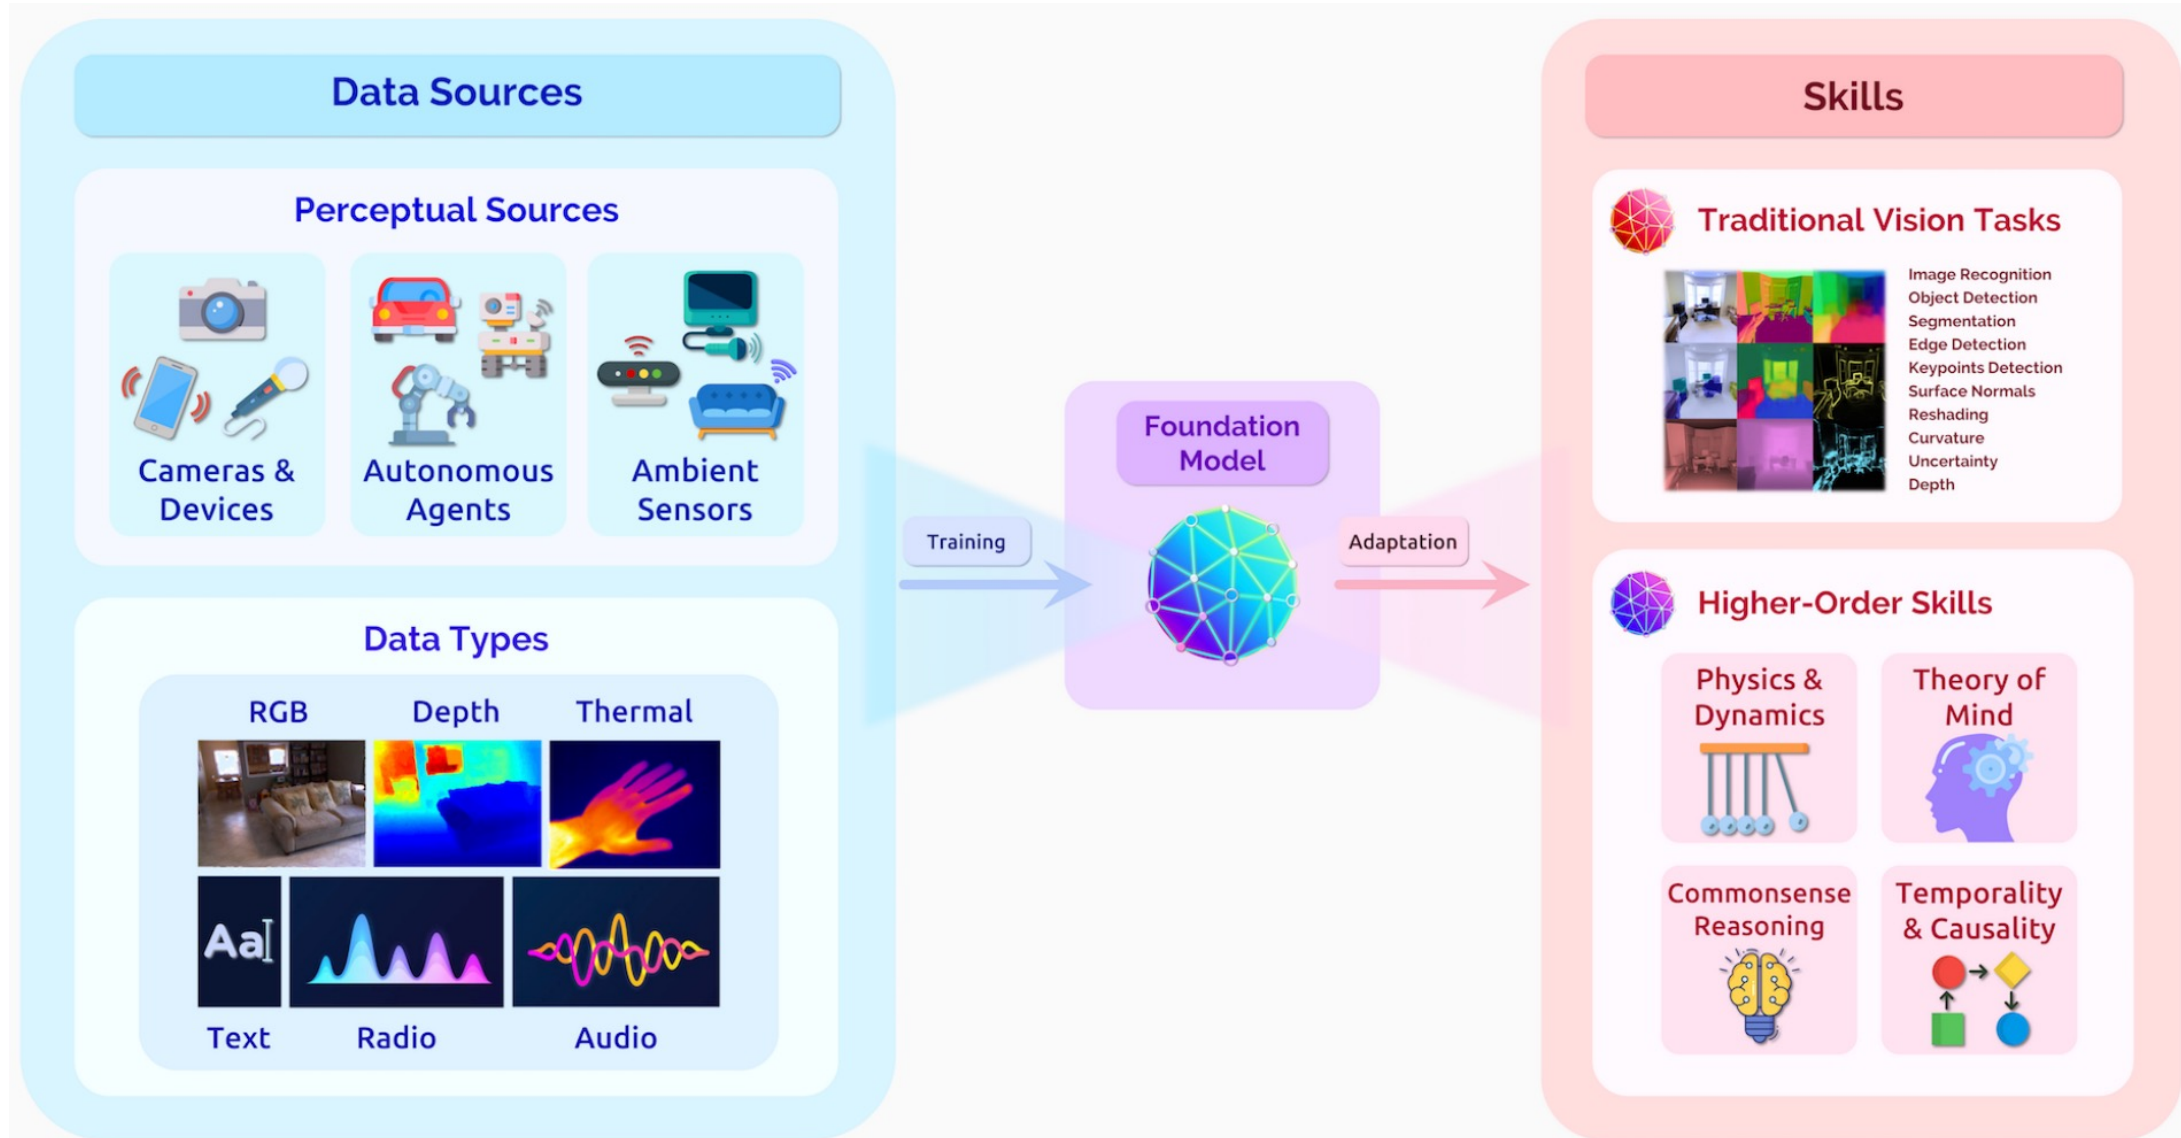 Data Sources
Perceptual Sources
Cameras &
Devices
Autonomous
Agents
Ambient
Sensors
Data Types
RGB
Depth
Thermal
Aa
Text
Radio
Audio
Training
Foundation
Model
Adaptation
Skills
Traditional Vision Tasks
Image Recognition
Object Detection
Segmentation
Edge Detection
Keypoints Detection
Surface Normals
Reshading
Curvature
Uncertainty
Depth
Higher-Order Skills
Physics &
Dynamics
Theory of
Mind
Commonsense
Reasoning
Temporality
& Causality